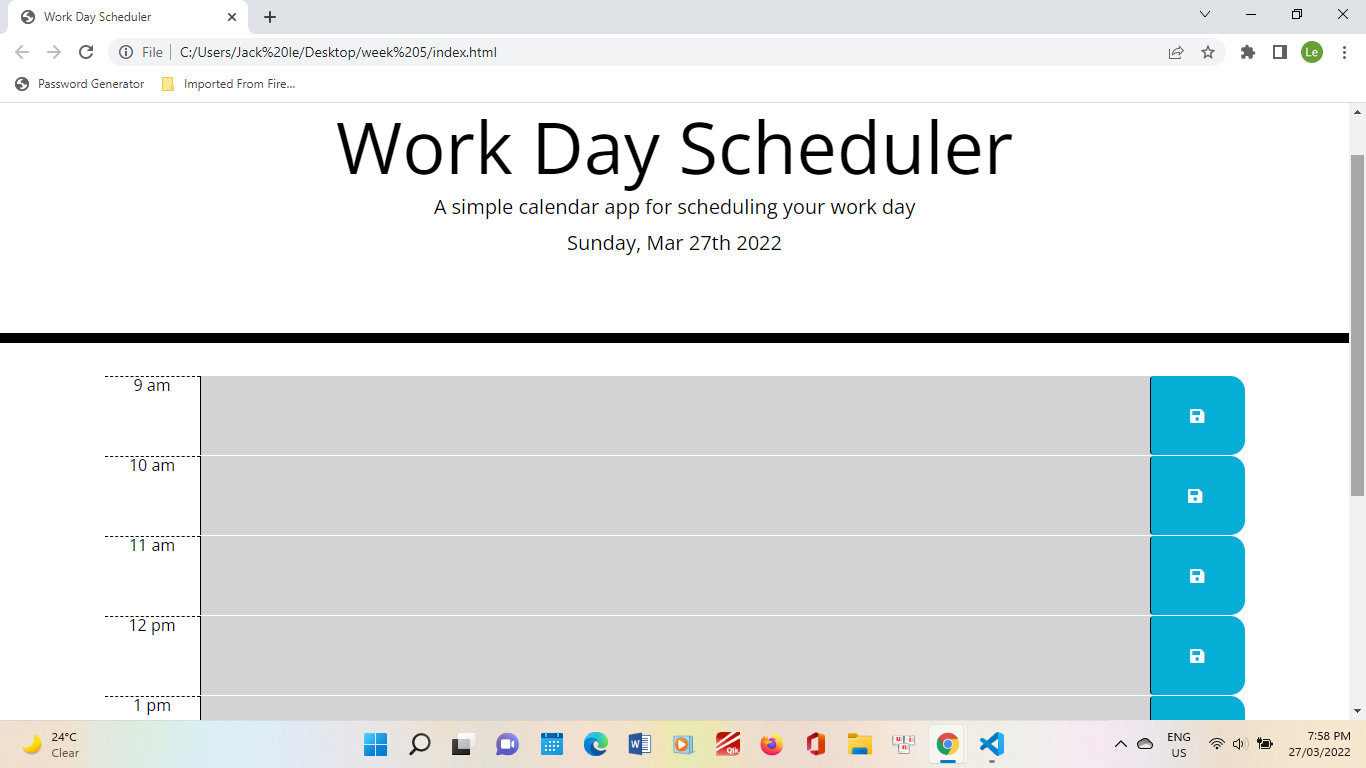 Work Day Scheduler
File
C:/Users/Jack%20le/Desktop/week%205/index.html
Le
Password Generator
Imported From Fire...
Work Day Scheduler
A simple calendar app for scheduling your work day
Sunday, Mar 27th 2022
9 am
10 am
11 am
12 pm
1 pm
24°C
Clear
Qlik
ENG
US
7:58 PM
27/03/2022